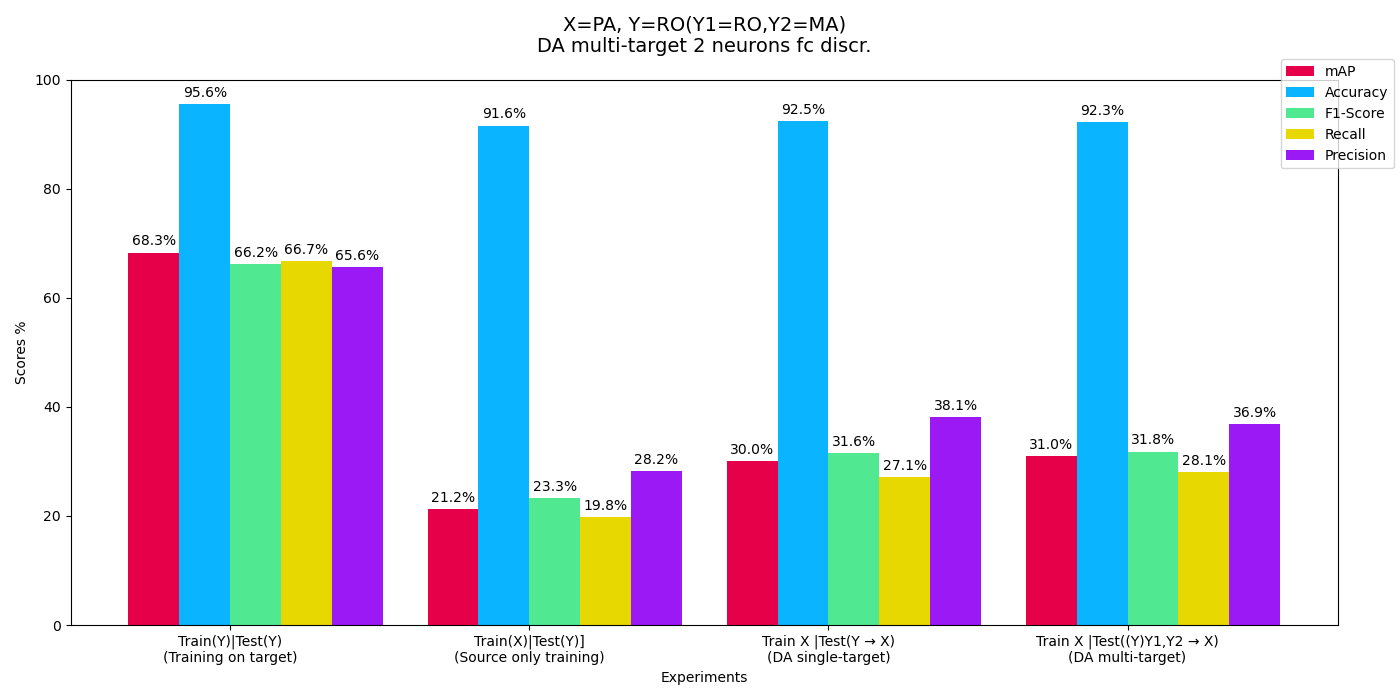 X=PA, Y=RO(Y1=RO,Y2=MA)
DA multi-target 2 neurons fc discr.
mAP
Accuracy
F1-Score
Recall
Precision
Scores %
100
80
60
40
20
0
68.3%
95.6%
66.2%
66.7%
65.6%
21.2%
91.6%
23.3%
19.8%
28.2%
30.0%
92.5%
31.6%
27.1%
38.1%
31.0%
92.3%
31.8%
28.1%
36.9%
Train(Y)|Test(Y)
(Training on target)
Train(X)|Test(Y)]
(Source only training)
Train X |Test(Y → X)
(DA single-target)
Train X |Test((Y)Y1,Y2 → X)
(DA multi-target)
Experiments